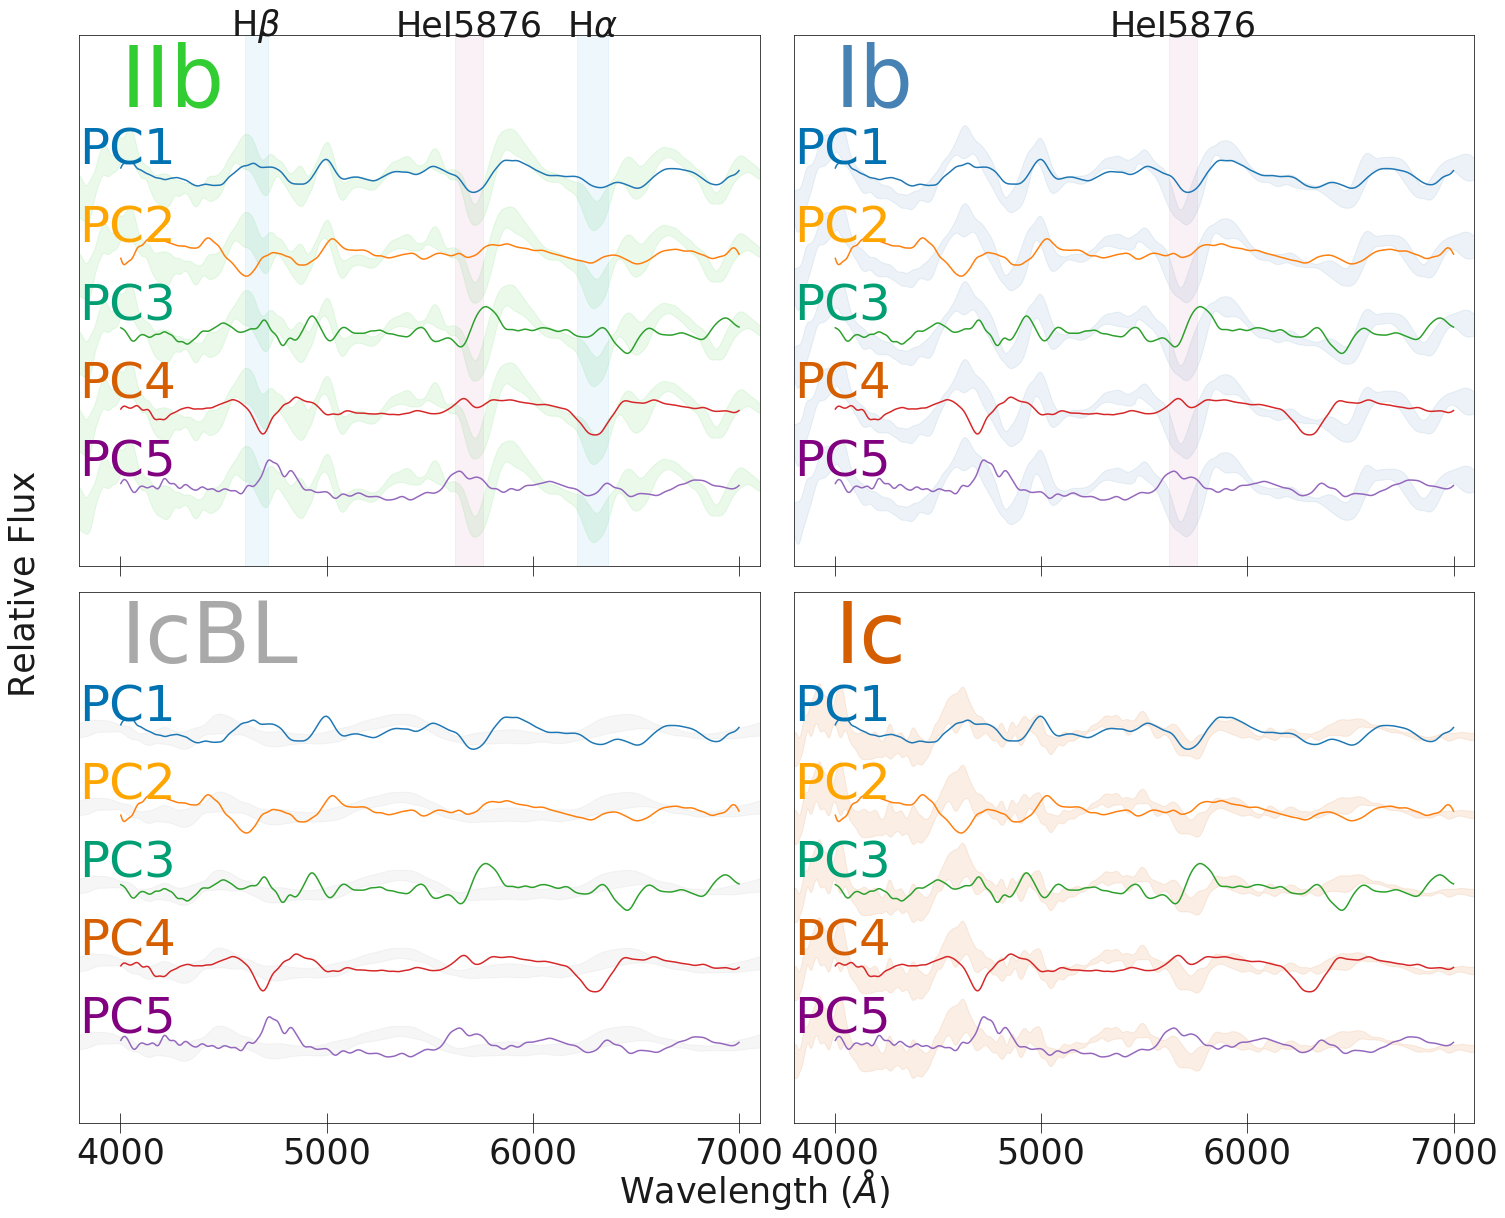 Hβ HeI5876 Hα
HeI5876
IIb
PC1
PC2
PC3
PC4
PC5
Ib
PC1
PC2
PC3
PC4
PC5
Relative Flux
IcBL
PC1
PC2
PC3
PC4
PC5
4000 5000 6000 7000
Ic
PC1
PC2
PC3
PC4
PC5
4000 5000 6000 7000
Wavelength (Å)